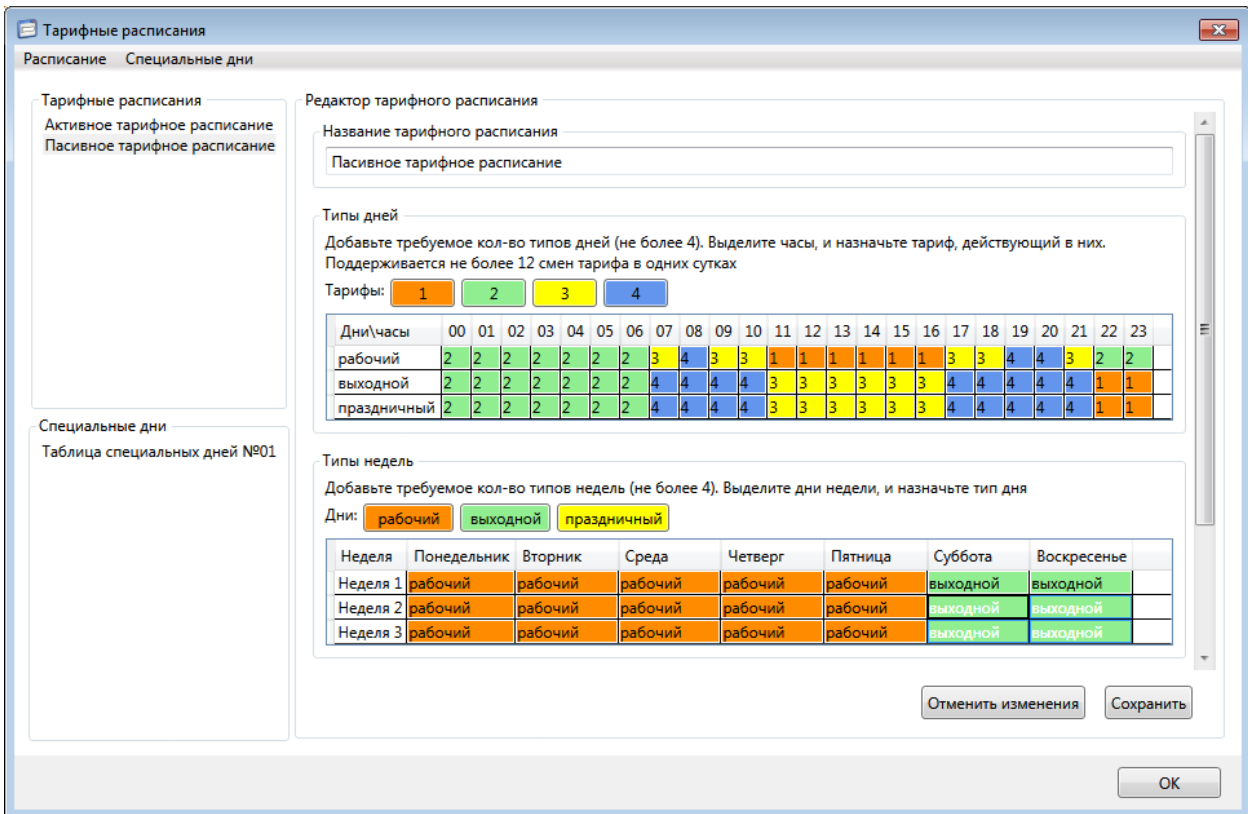 Тарифные расписания
Расписание Специальные дни
Тарифные расписания
Активное тарифное расписание
Пасивное тарифное расписание
Специальные дни
Таблица специальных дней №01
Редактор тарифного расписания
Название тарифного расписания
Пасивное тарифное расписание
Типы дней
Добавьте требуемое кол-во типов дней (не более 4). Выделите часы, и назначьте тариф, действующий в них.
Поддерживается не более 12 смен тарифа в одних сутках
Тарифы: 1 2 3 4
Дни\часы 00 01 02 03 04 05 06 07 08 09 10 11 12 13 14 15 16 17 18 19 20 21 22 23
рабочий 2 2 2 2 2 2 2 3 4 3 3 1 1 1 1 1 1 3 3 4 4 3 2 2
выходной 2 2 2 2 2 2 2 4 4 4 4 3 3 3 3 3 3 4 4 4 4 4 1 1
праздничный 2 2 2 2 2 2 2 4 4 4 4 3 3 3 3 3 3 4 4 4 4 4 1 1
Типы недель
Добавьте требуемое кол-во типов недель (не более 4). Выделите дни недели, и назначьте тип дня
Дни: рабочий выходной праздничный
Неделя Понедельник Вторник Среда Четверг Пятница Суббота Воскресенье
Неделя 1 рабочий рабочий рабочий рабочий рабочий выходной выходной
Неделя 2 рабочий рабочий рабочий рабочий рабочий выходной выходной
Неделя 3 рабочий рабочий рабочий рабочий рабочий выходной выходной
Отменить изменения Сохранить
OK